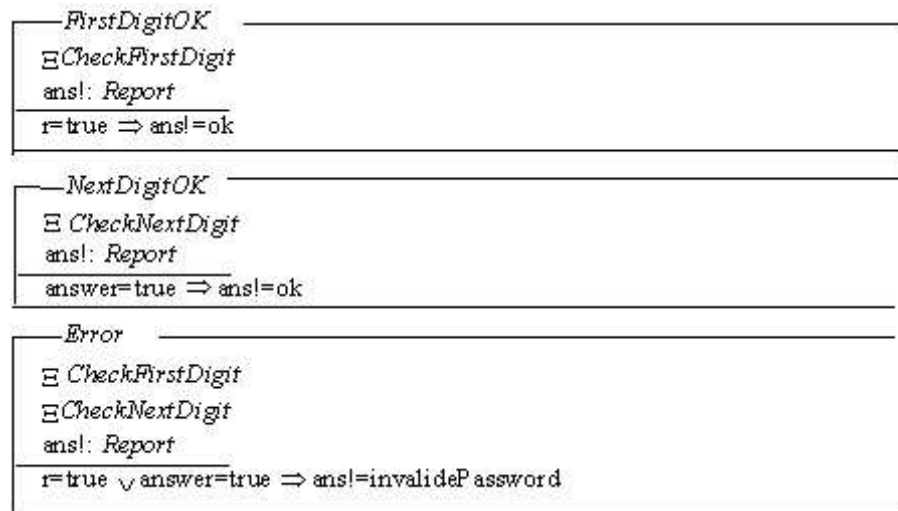 FirstDigitOK
ΞCheckFirstDigit
ans!: Report
r=true ⇒ ans!=ok
NextDigitOK
Ξ CheckNextDigit
ans!: Report
answer=true ⇒ ans!=ok
Error
Ξ CheckFirstDigit
ΞCheckNextDigit
ans!: Report
r=true ∨ answer=true ⇒ ans!=invalidePassword